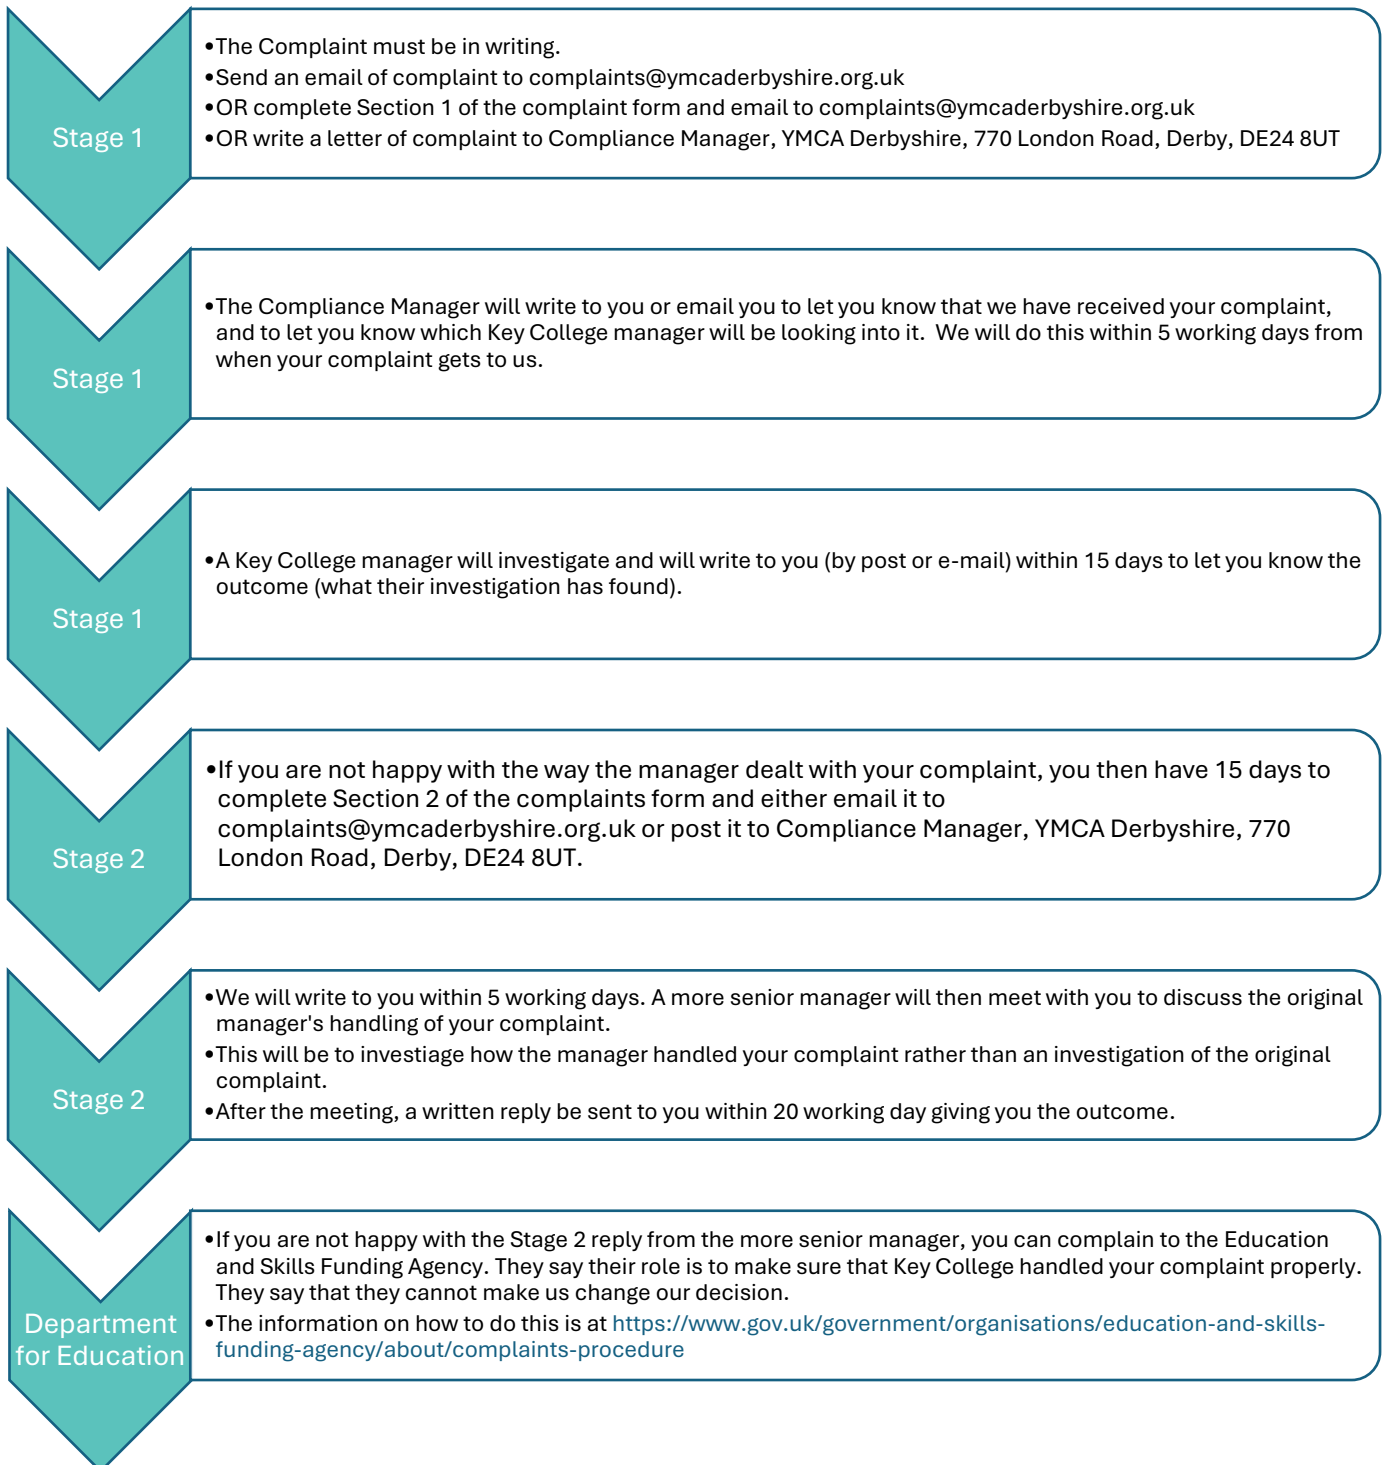 Stage 1
•The Complaint must be in writing.
•Send an email of complaint to complaints@ymcaderbyshire.org.uk
•OR complete Section 1 of the complaint form and email to complaints@ymcaderbyshire.org.uk
•OR write a letter of complaint to Compliance Manager, YMCA Derbyshire, 770 London Road, Derby, DE24 8UT
Stage 1
•The Compliance Manager will write to you or email you to let you know that we have received your complaint,
and to let you know which Key College manager will be looking into it.  We will do this within 5 working days from
when your complaint gets to us.
Stage 1
•A Key College manager will investigate and will write to you (by post or e-mail) within 15 days to let you know the
outcome (what their investigation has found).
Stage 2
•If you are not happy with the way the manager dealt with your complaint, you then have 15 days to
complete Section 2 of the complaints form and either email it to
complaints@ymcaderbyshire.org.uk or post it to Compliance Manager, YMCA Derbyshire, 770
London Road, Derby, DE24 8UT.
Stage 2
•We will write to you within 5 working days. A more senior manager will then meet with you to discuss the original
manager's handling of your complaint.
•This will be to investiage how the manager handled your complaint rather than an investigation of the original
complaint.
•After the meeting, a written reply be sent to you within 20 working day giving you the outcome.
Department
for Education
•If you are not happy with the Stage 2 reply from the more senior manager, you can complain to the Education
and Skills Funding Agency. They say their role is to make sure that Key College handled your complaint properly.
They say that they cannot make us change our decision.
•The information on how to do this is at https://www.gov.uk/government/organisations/education-and-skills-
funding-agency/about/complaints-procedure